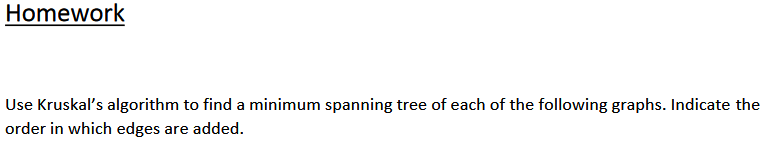 Homework
Use Kruskal’s algorithm to find a minimum spanning tree of each of the following graphs. Indicate the
order in which edges are added.